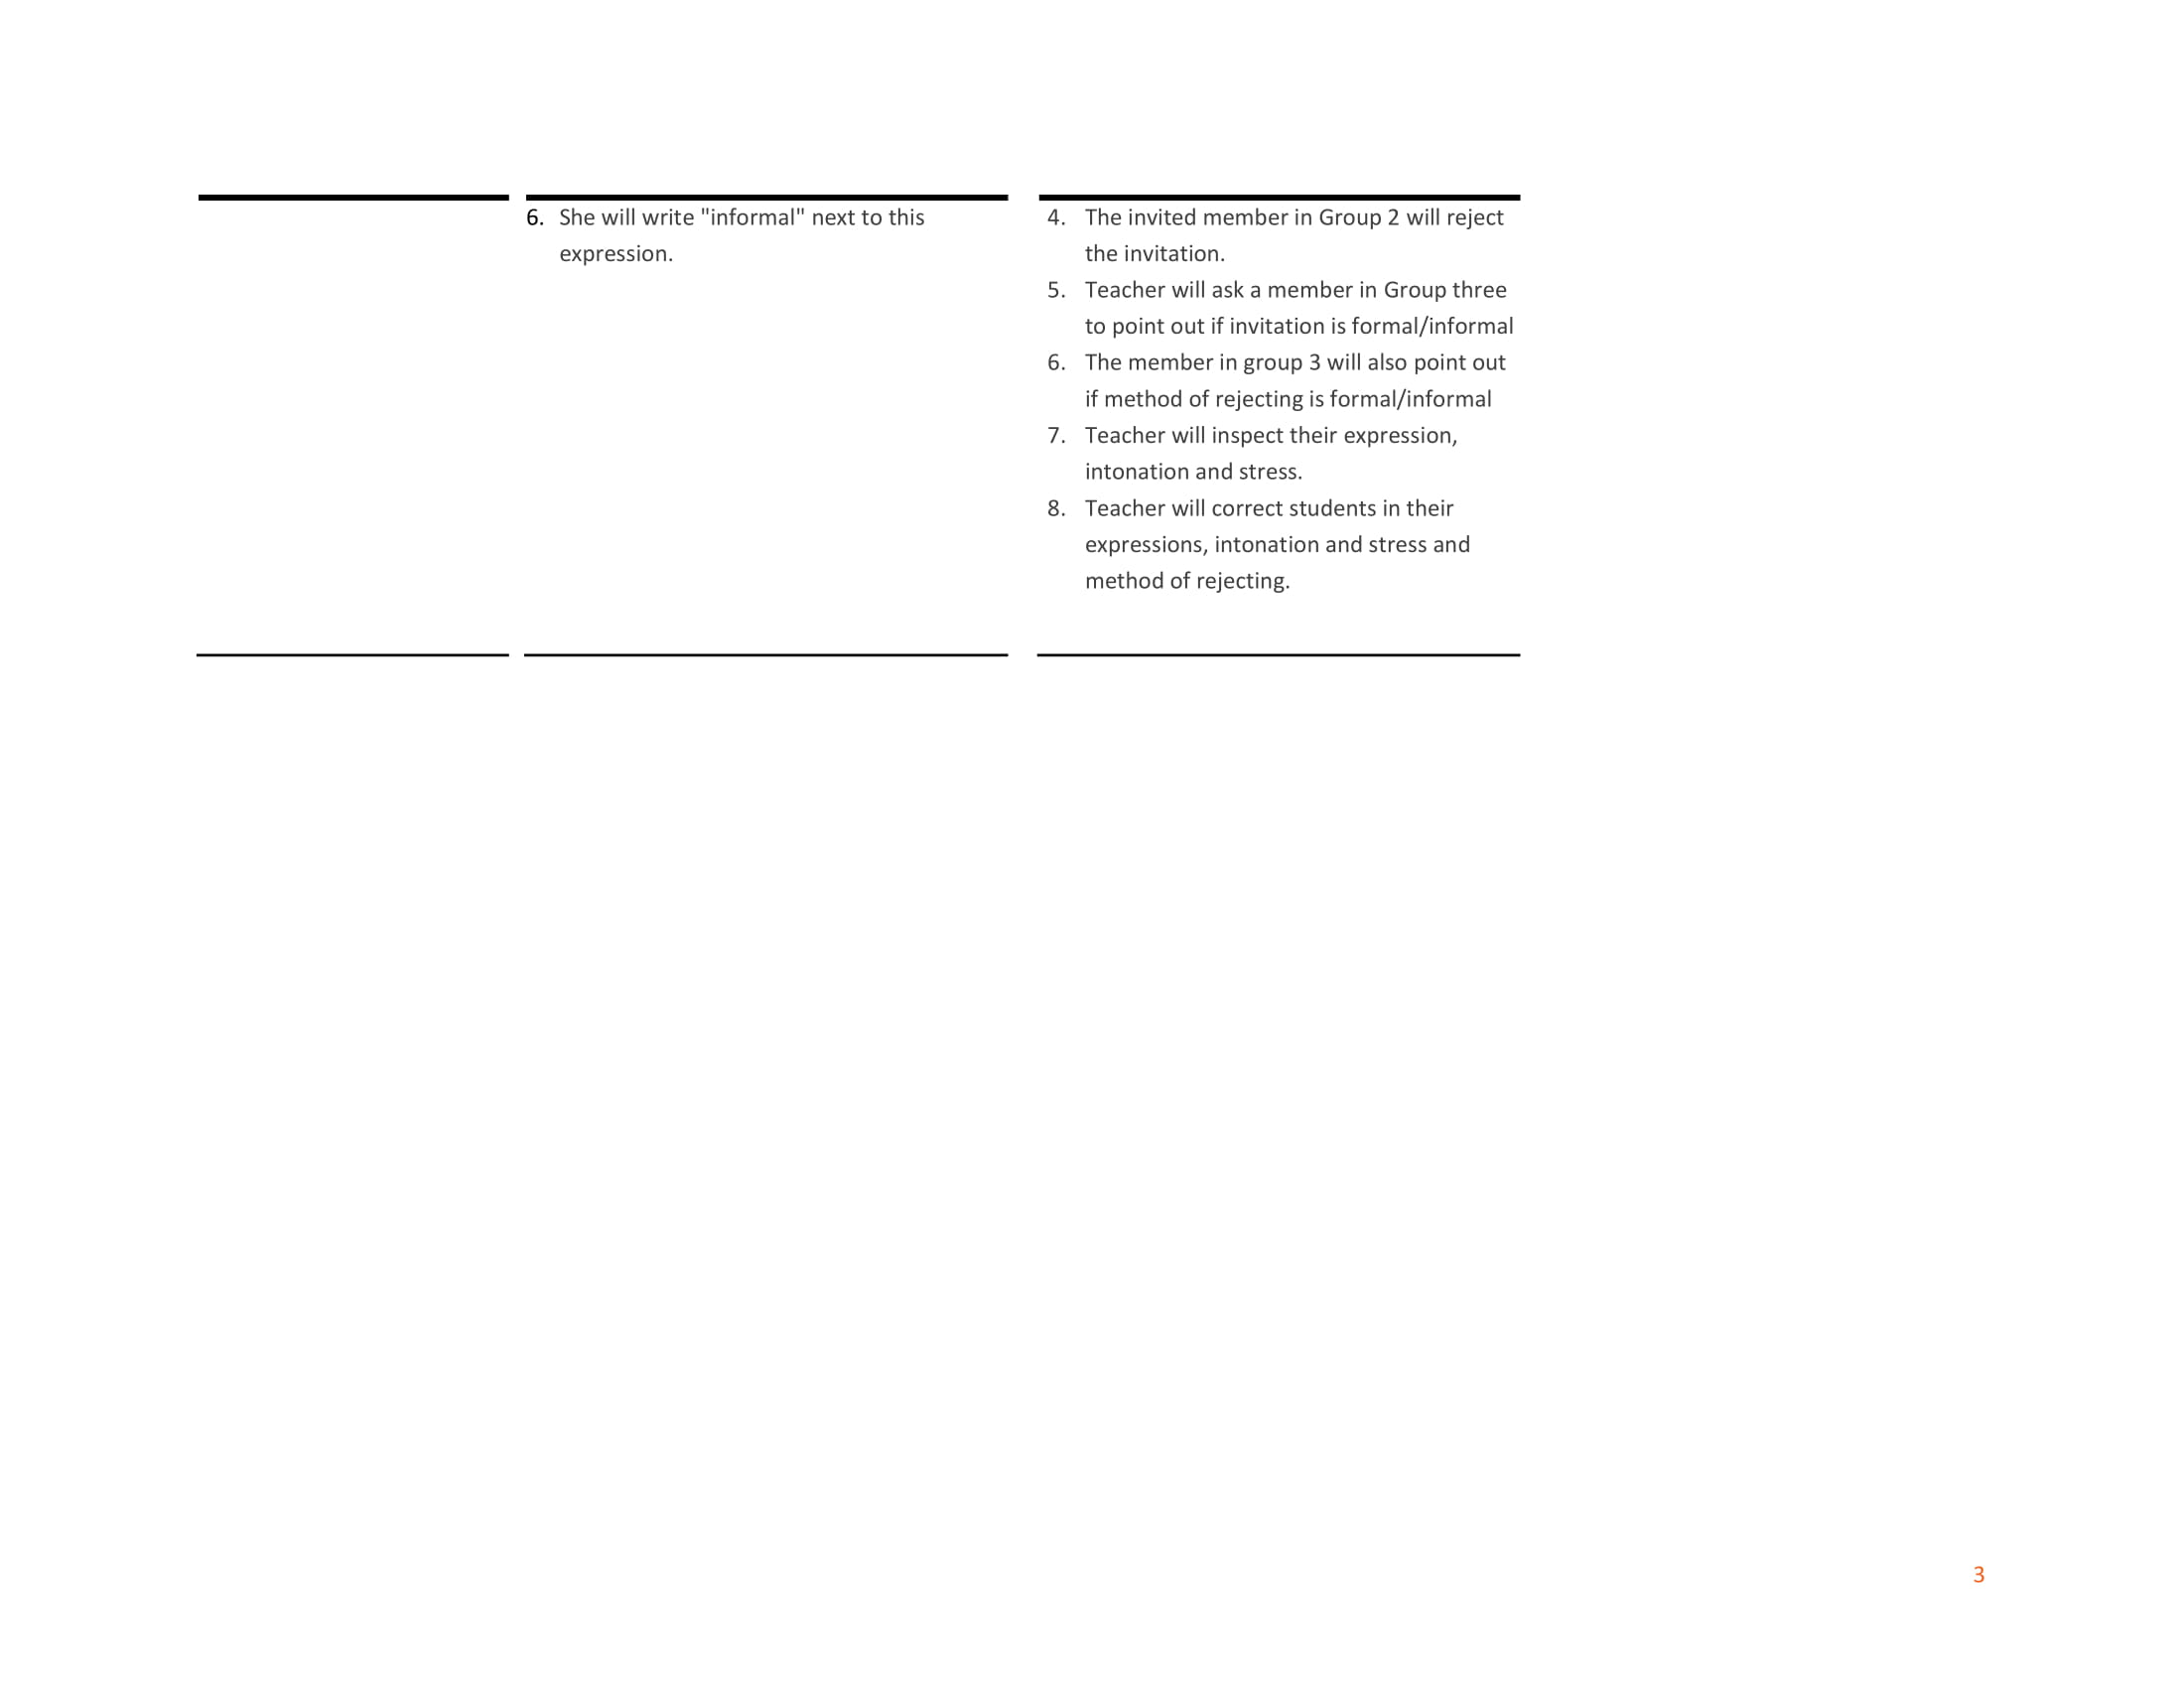 6. She will write "informal" next to this
expression.
4. The invited member in Group 2 will reject
the invitation.
5. Teacher will ask a member in Group three
to point out if invitation is formal/informal
6. The member in group 3 will also point out
if method of rejecting is formal/informal
7. Teacher will inspect their expression,
intonation and stress.
8. Teacher will correct students in their
expressions, intonation and stress and
method of rejecting.
3